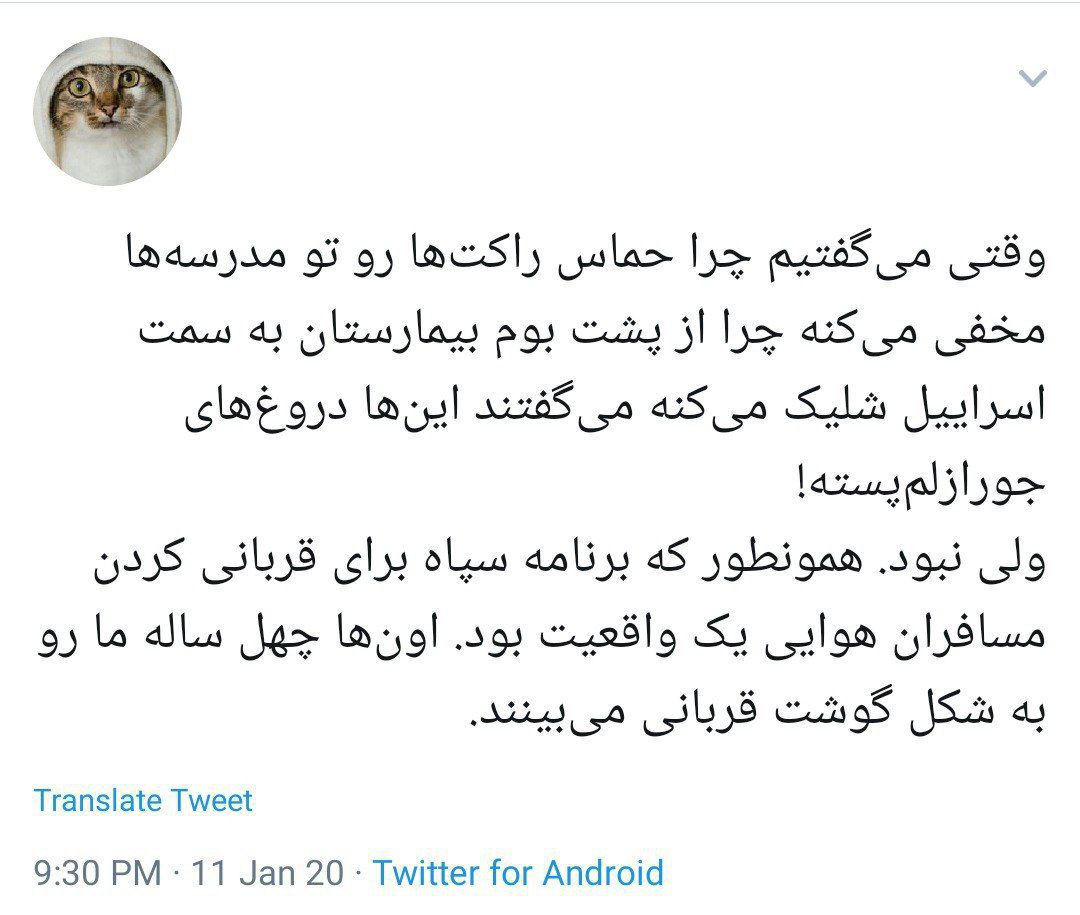 وقتی می‌گفتیم چرا حماس راکت‌ها رو تو مدرسه‌ها
مخفی می‌کنه چرا از پشت بوم بیمارستان به سمت
اسراییل شلیک می‌کنه می‌گفتند این‌ها دروغ‌های
جورازلم‌پسته!
ولی نبود. همونطور که برنامه سپاه برای قربانی کردن
مسافران هوایی یک واقعیت بود. اون‌ها چهل ساله ما رو
به شکل گوشت قربانی می‌بینند.
Translate Tweet
9:30 PM · 11 Jan 20 · Twitter for Android